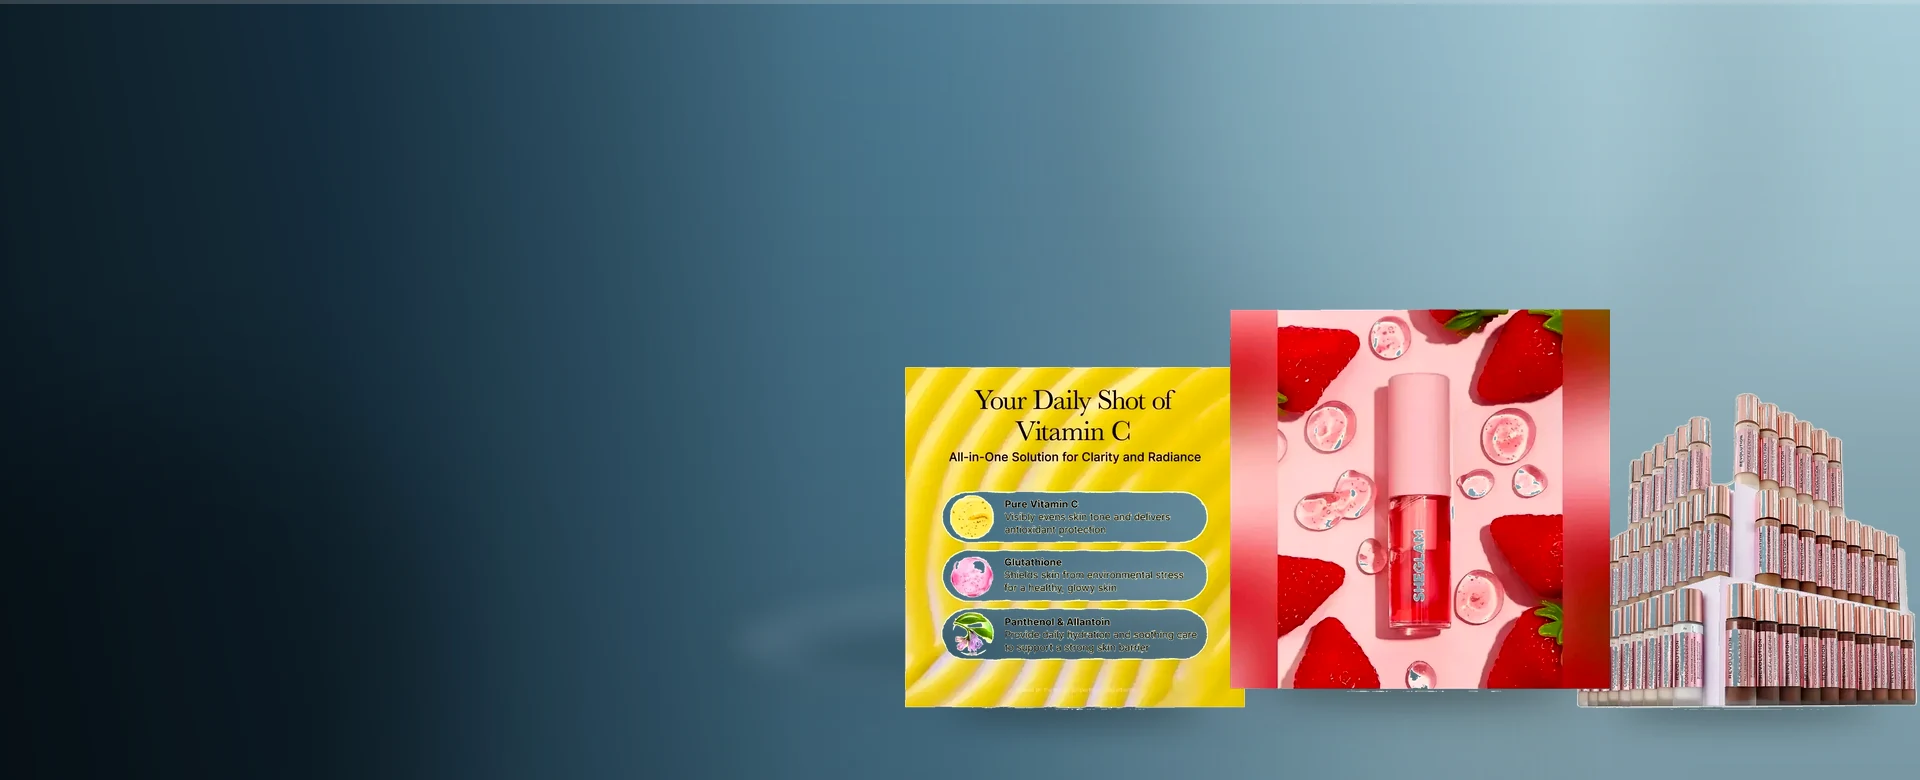 Your Daily Shot of
Vitamin C
All-in-One Solution for Clarity and Radiance
Pure Vitamin C
Visibly evens skin tone and delivers
antioxidant protection
Glutathione
Shields skin from environmental stress
for a healthy, glowy skin
Panthenol & Allantoin
Provide daily hydration and soothing care
to support a strong skin barrier
SHEGLAM